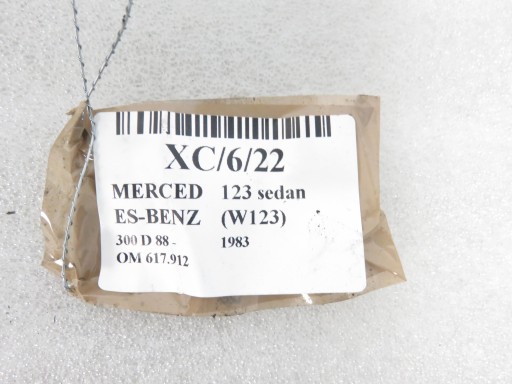 XC/6/22
MERCED 123 sedan
ES-BENZ (W123)
300 D 88 - 1983
OM 617.912